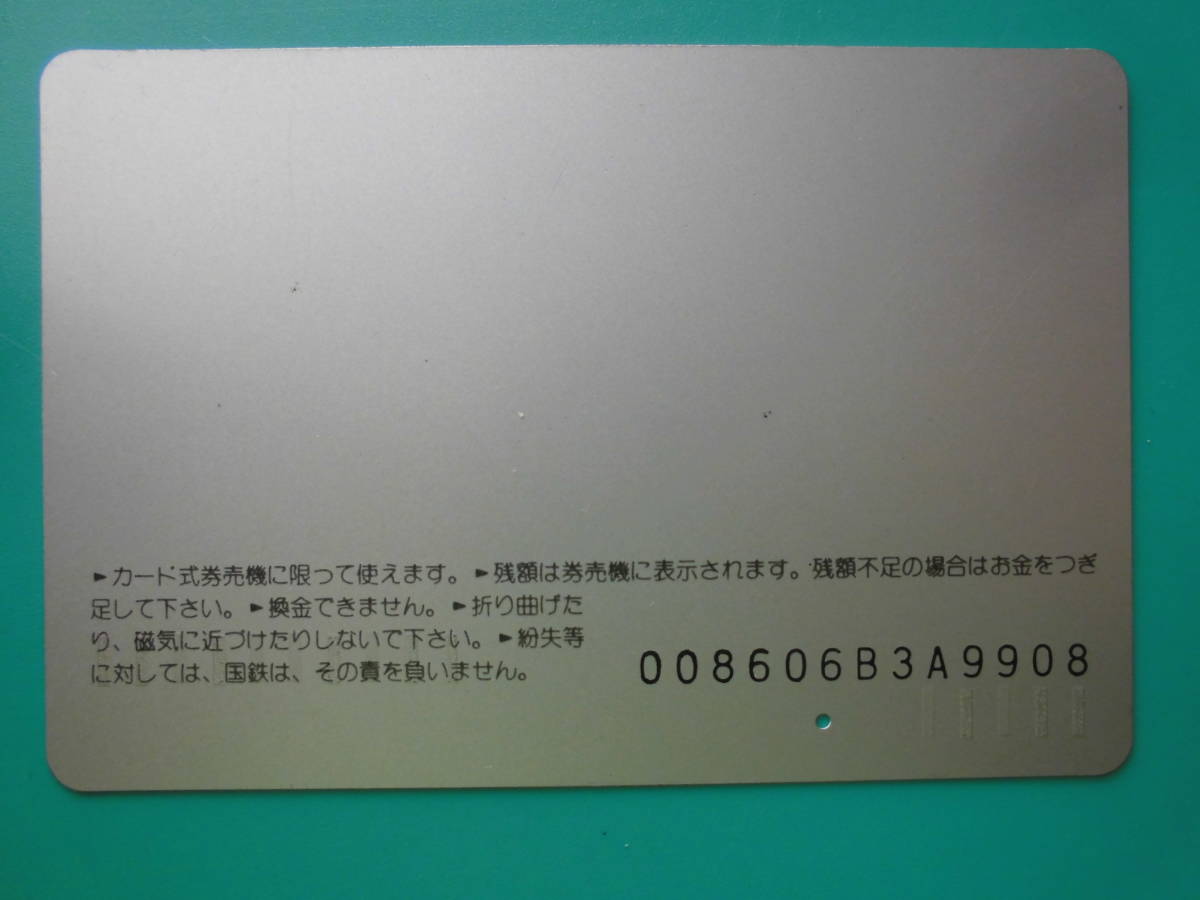 ►カード式券売機に限って使えます。►残額は券売機に表示されます。残額不足の場合はお金をつぎ
足して下さい。►換金できません。►折り曲げた
り、磁気に近づけたりしないで下さい。►紛失等
に対しては、国鉄は、その責を負いません。
008606B3A9908